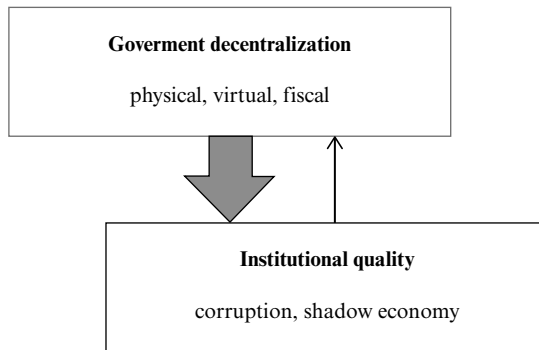 Goverment decentralization
physical, virtual, fiscal
Institutional quality
corruption, shadow economy